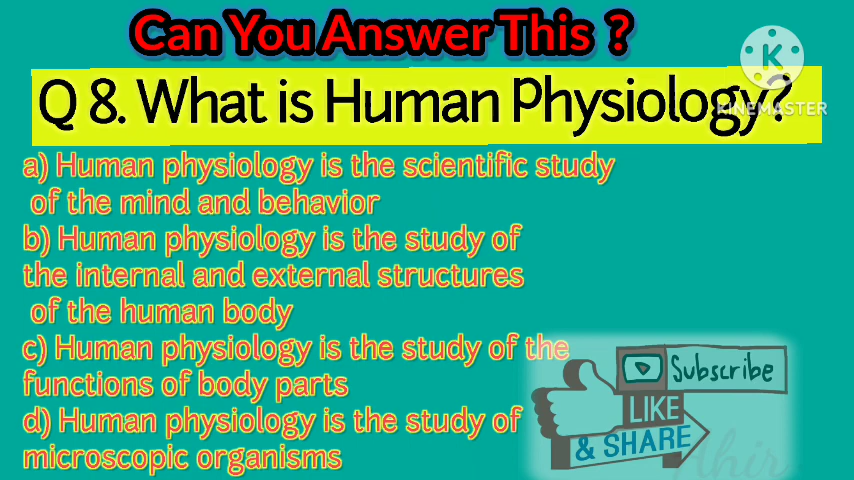 Can You Answer This ?
Q 8. What is Human Physiology?
KINEMASTER
a) Human physiology is the scientific study
of the mind and behavior
b) Human physiology is the study of
the internal and external structures
of the human body
c) Human physiology is the study of the
functions of body parts
d) Human physiology is the study of
microscopic organisms
Subscribe
LIKE
& SHARE
Ahir